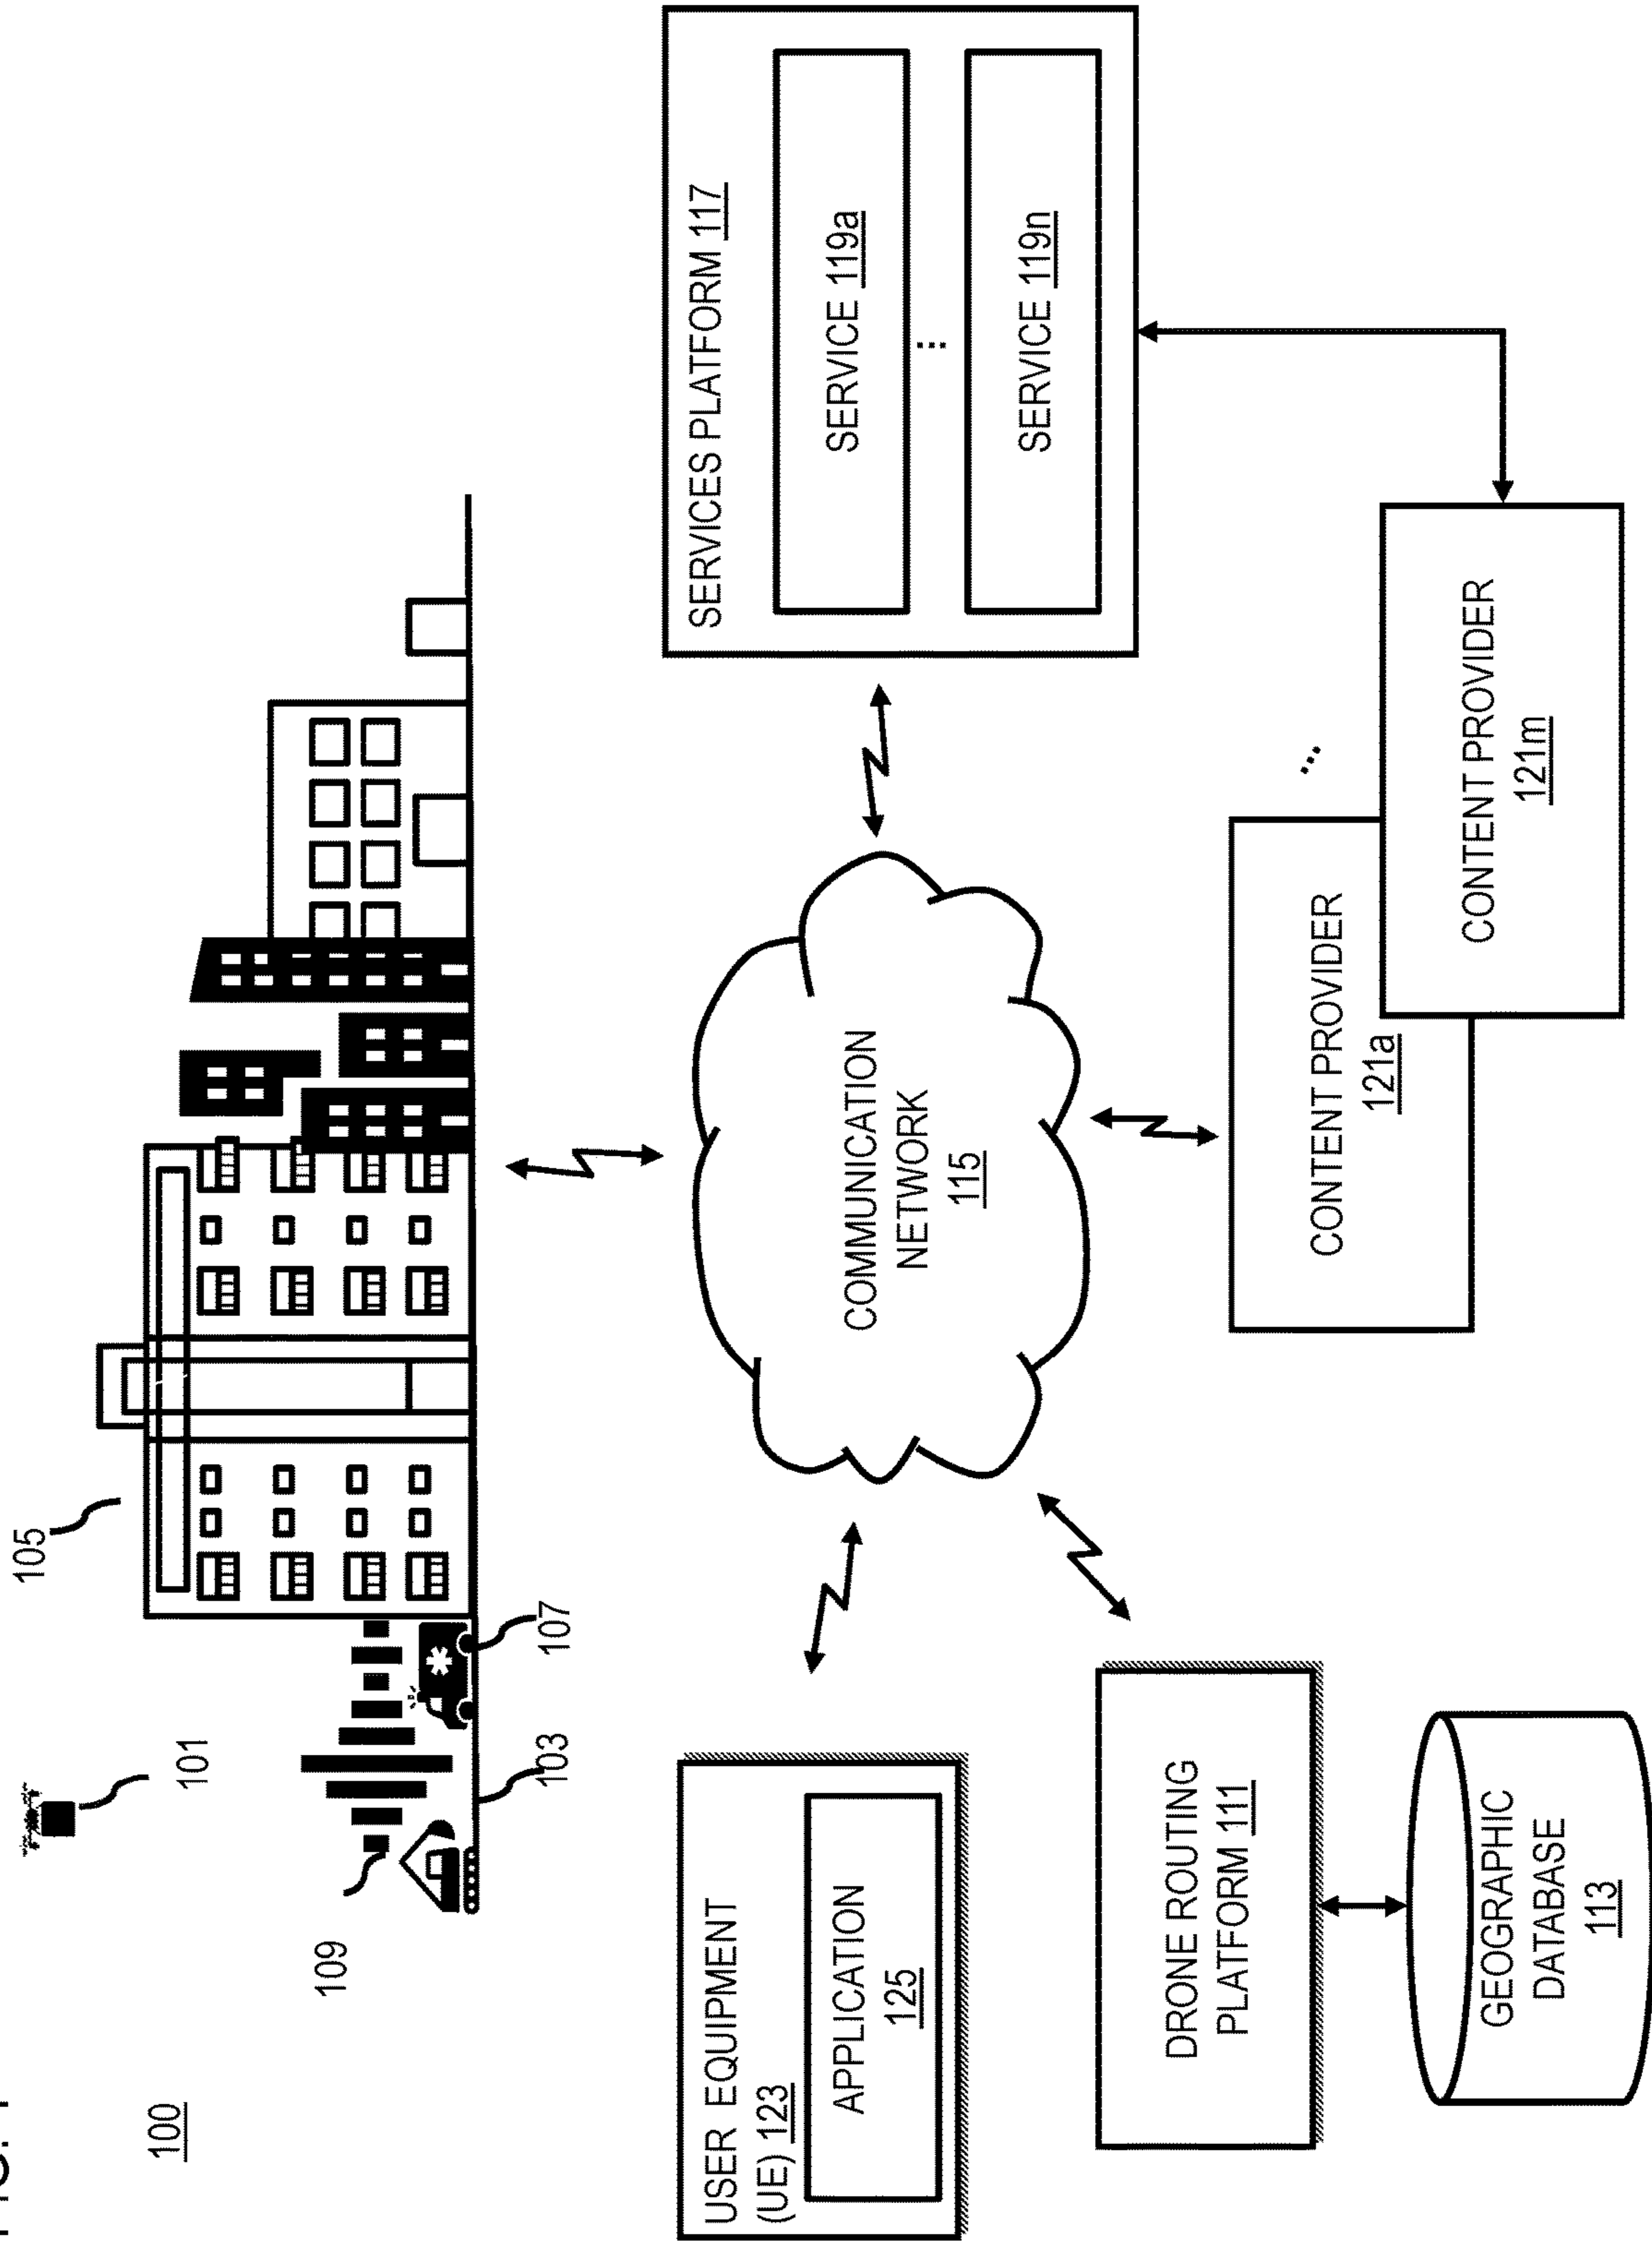 100
101
105
109
103
107
USER EQUIPMENT
(UE) 123
APPLICATION
125
COMMUNICATION
NETWORK
115
SERVICES PLATFORM 117
SERVICE 119a
...
SERVICE 119n
DRONE ROUTING
PLATFORM 111
GEOGRAPHIC
DATABASE
113
CONTENT PROVIDER
121a
...
CONTENT PROVIDER
121m